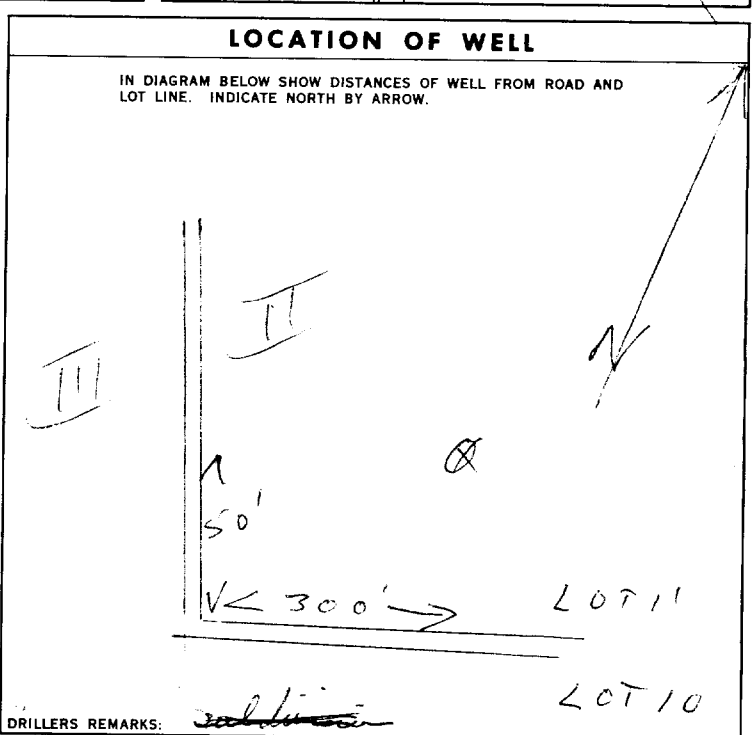 LOCATION OF WELL
IN DIAGRAM BELOW SHOW DISTANCES OF WELL FROM ROAD AND
LOT LINE. INDICATE NORTH BY ARROW.
II
III
N
50'
300'
LOT 11
LOT 10
DRILLERS REMARKS: